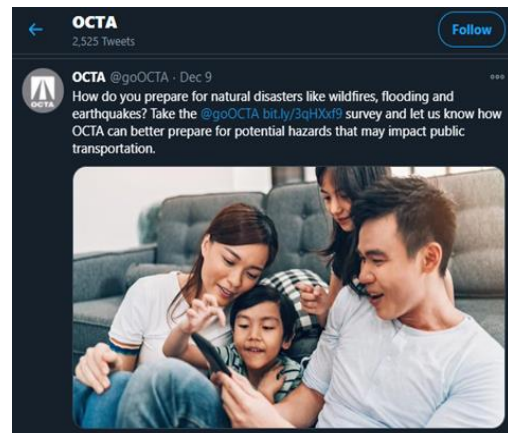 OCTA
2,525 Tweets
Follow
OCTA @goOCTA · Dec 9
How do you prepare for natural disasters like wildfires, flooding and
earthquakes? Take the @goOCTA bit.ly/3qHXxf9 survey and let us know how
OCTA can better prepare for potential hazards that may impact public
transportation.
OCTA